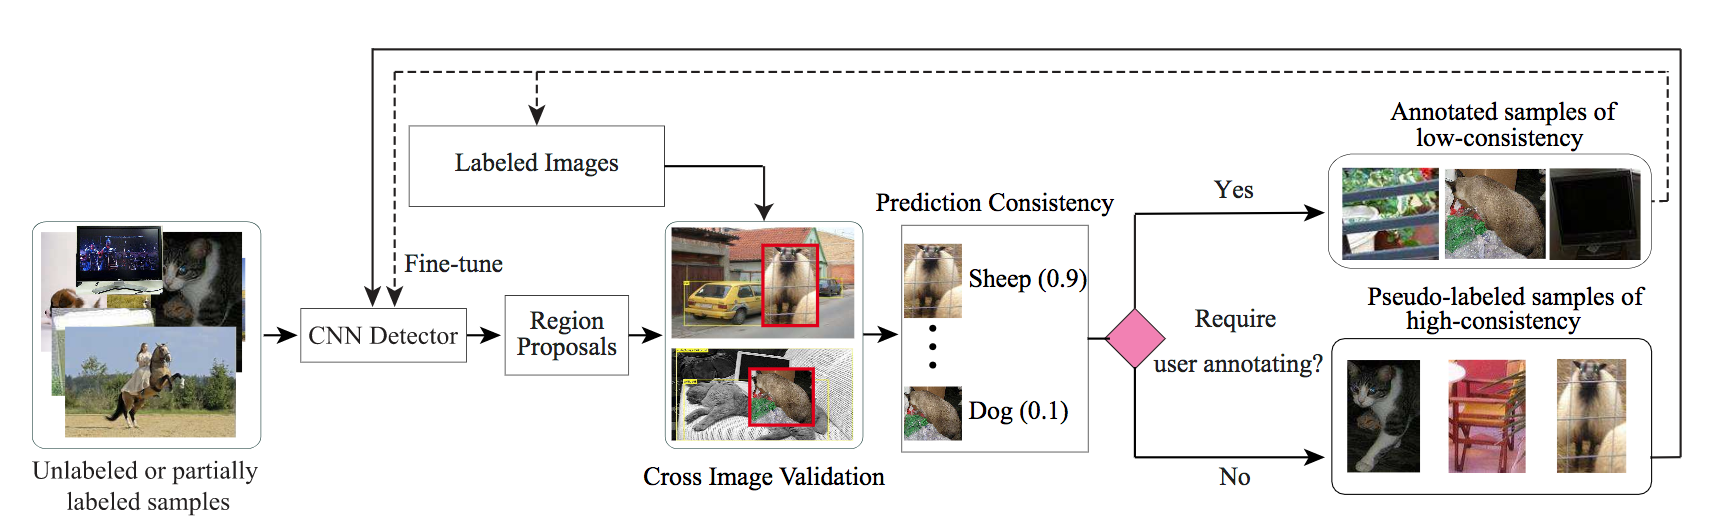 Annotated samples of
low-consistency
Labeled Images
Yes
Prediction Consistency
Fine-tune
Sheep (0.9)
Pseudo-labeled samples of
high-consistency
CNN Detector
Region
Proposals
Require
user annotating?
Dog (0.1)
Unlabeled or partially
labeled samples
Cross Image Validation
No